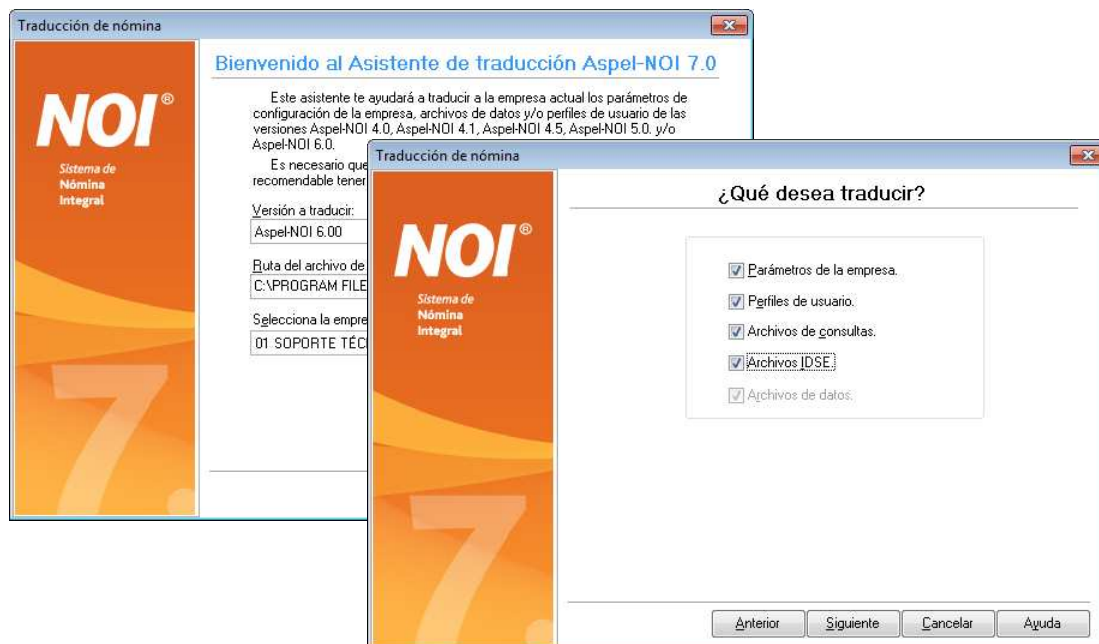 Traducción de nómina
NOI®
Sistema de
Nómina
Integral
7.
Bienvenido al Asistente de traducción Aspel-NOI 7.0
Este asistente te ayudará a traducir a la empresa actual los parámetros de
configuración de la empresa, archivos de datos y/o perfiles de usuario de las
versiones Aspel-NOI 4.0, Aspel-NOI 4.1, Aspel-NOI 4.5, Aspel-NOI 5.0. y/o
Aspel-NOI 6.0.
Es necesario que
recomendable tener
Versión a traducir:
Aspel-NOI 6.00
Ruta del archivo de
C:\PROGRAM FILE
Selecciona la empre
01 SOPORTE TÉC
Traducción de nómina
NOI®
Sistema de
Nómina
Integral
7.
¿Qué desea traducir?
Parámetros de la empresa.
Perfiles de usuario.
Archivos de consultas.
Archivos IDSE.
Archivos de datos.
Anterior Siguiente Cancelar Ayuda